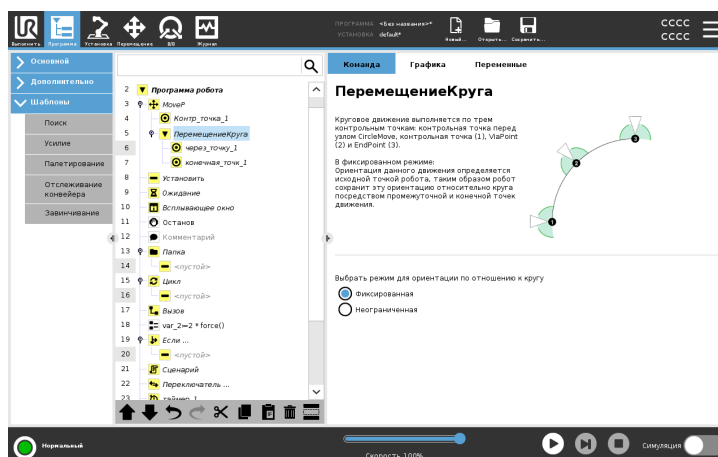 ПРОГРАММА <Без названия>*
УСТАНОВКА default*
Выполнить
Программа
Установка
Перемещение
В/В
Журнал
Новый...
Открыть...
Сохранить...
CCCC
CCCC
Основной
Дополнительно
Шаблоны
Поиск
Усилие
Палетирование
Отслеживание
конвейера
Завинчивание
2 Программа робота
3 MoveP
4 Контр_точка_1
5 ПеремещениеКруга
6 через_точку_1
7 конечная_точк_1
8 Установить
9 Ожидание
10 Всплывающее окно
11 Останов
12 Комментарий
13 Папка
14 <пустой>
15 Цикл
16 <пустой>
17 Вызов
18 var_2≔2 * force()
19 Если ...
20 <пустой>
21 Сценарий
22 Переключатель ...
23 таймер_1
Команда
Графика
Переменные
ПеремещениеКруга
Круговое движение выполняется по трем
контрольным точкам: контрольная точка перед
узлом CircleMove, контрольная точка (1), ViaPoint
(2) и EndPoint (3).
В фиксированном режиме:
Ориентация данного движения определяется
исходной точкой робота, таким образом робот
сохранит эту ориентацию относительно круга
посредством промежуточной и конечной точек
движения.
1
2
3
Выбрать режим для ориентации по отношению к кругу
Фиксированная
Неограниченная
Нормальный
Скорость 100%
Симуляция